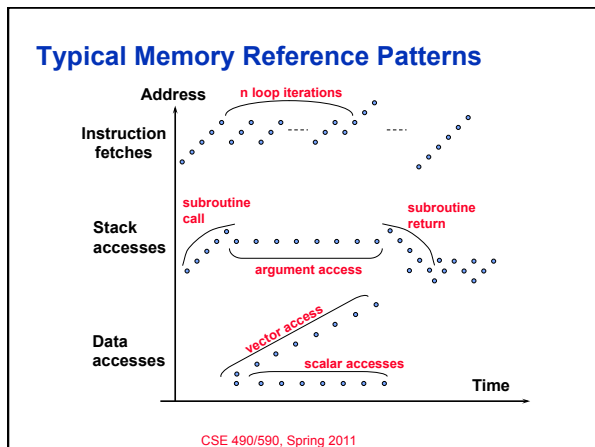 Typical Memory Reference Patterns
Address
n loop iterations
Instruction
fetches
subroutine
call
subroutine
return
Stack
accesses
argument access
vector access
Data
accesses
scalar accesses
Time
CSE 490/590, Spring 2011